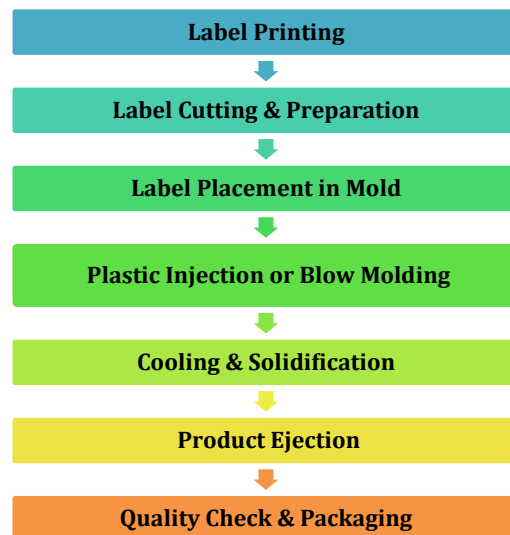 Label Printing
Label Cutting & Preparation
Label Placement in Mold
Plastic Injection or Blow Molding
Cooling & Solidification
Product Ejection
Quality Check & Packaging